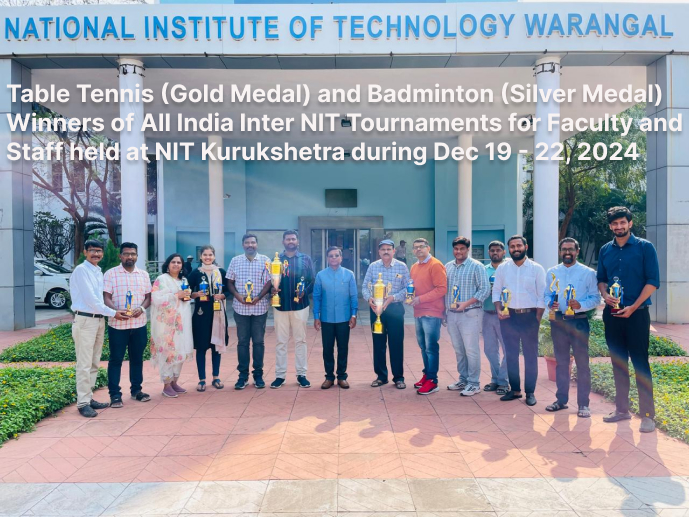 NATIONAL INSTITUTE OF TECHNOLOGY WARANGAL
Table Tennis (Gold Medal) and Badminton (Silver Medal)
Winners of All India Inter NIT Tournaments for Faculty and
Staff held at NIT Kurukshetra during Dec 19 - 22, 2024